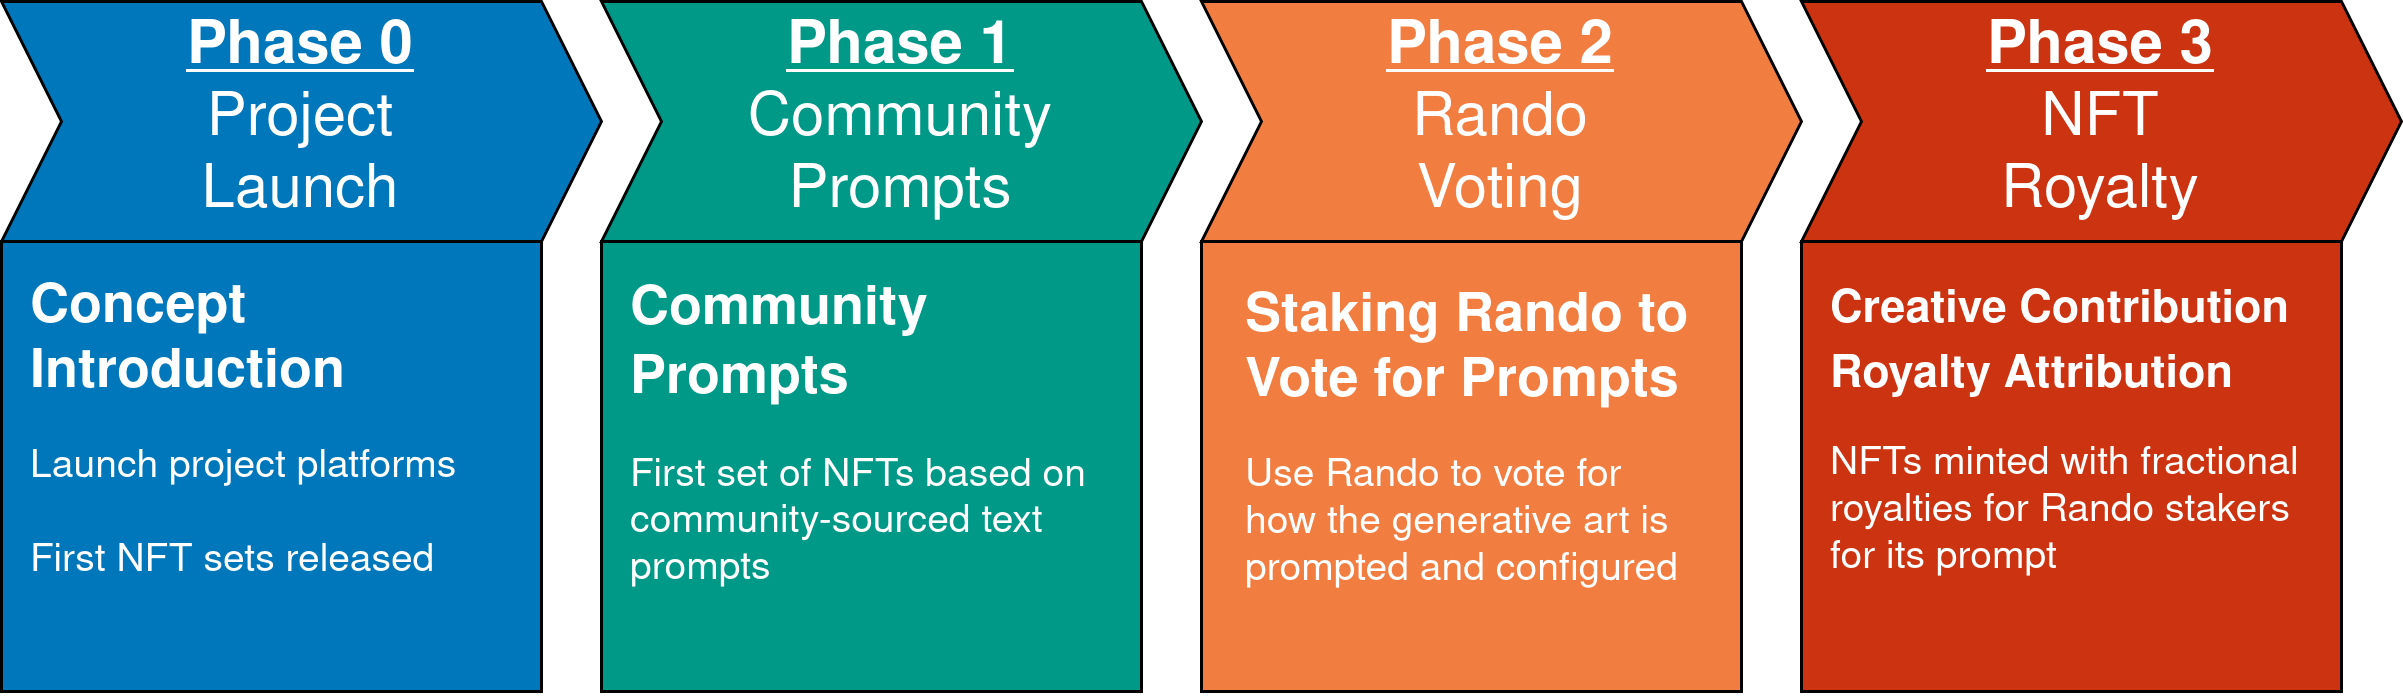 Phase 0
Project
Launch
Concept
Introduction
Launch project platforms
First NFT sets released
Phase 1
Community
Prompts
Community
Prompts
First set of NFTs based on
community-sourced text
prompts
Phase 2
Rando
Voting
Staking Rando to
Vote for Prompts
Use Rando to vote for
how the generative art is
prompted and configured
Phase 3
NFT
Royalty
Creative Contribution
Royalty Attribution
NFTs minted with fractional
royalties for Rando stakers
for its prompt